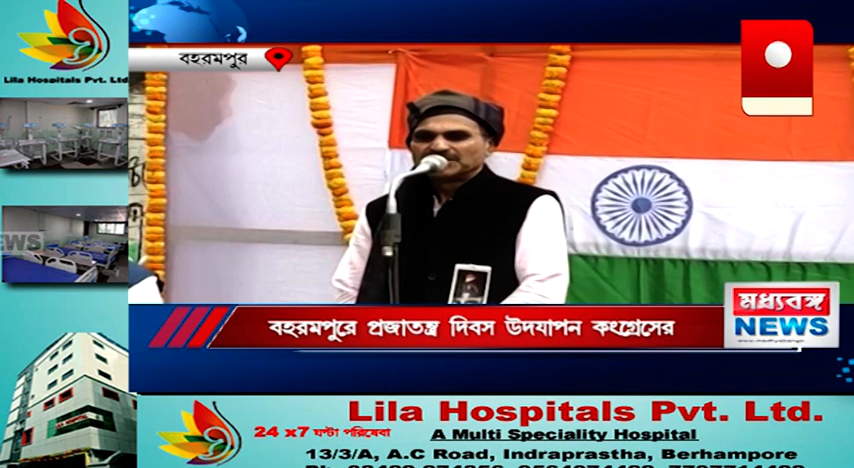 Lila Hospitals Pvt. Ltd
বহরমপুর
বহরমপুরে প্রজাতন্ত্র দিবস উদযাপন কংগ্রেসের
মধ্যবঙ্গ
NEWS
EWS
Lila Hospitals Pvt. Ltd.
24 x7 ঘন্টা পরিষেবা
A Multi Speciality Hospital
13/3/A, A.C Road, Indraprastha, Berhampore